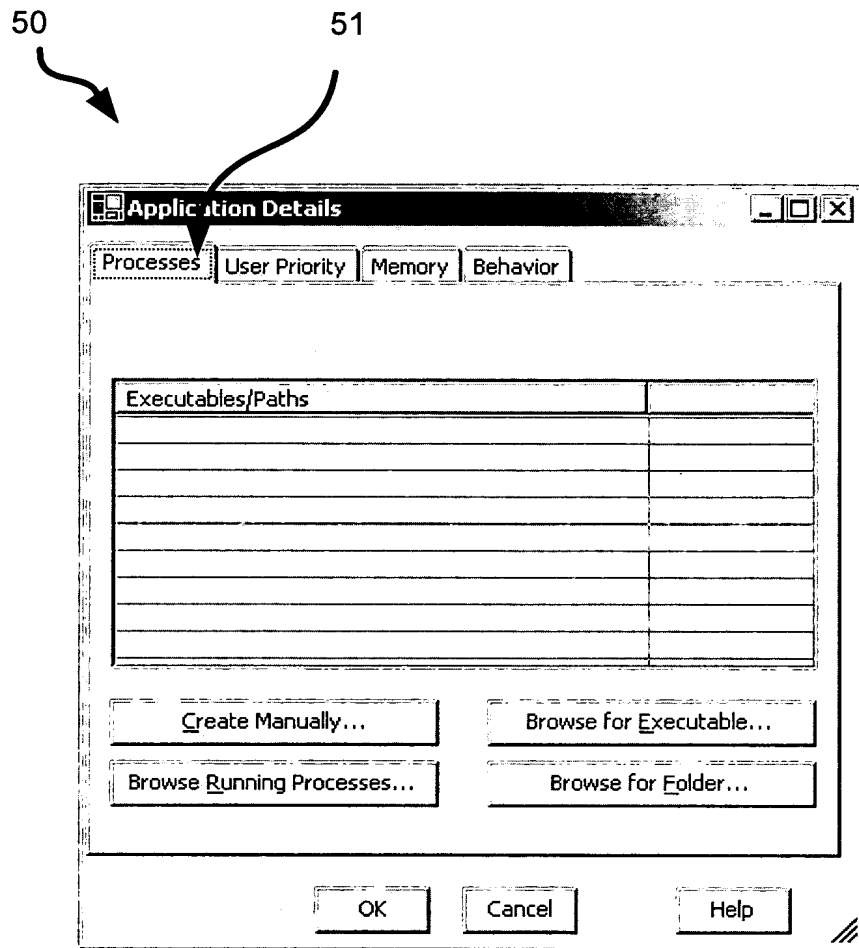 50 51
Application Details
Processes User Priority Memory Behavior
Executables/Paths
Create Manually... Browse for Executable...
Browse Running Processes... Browse for Folder...
OK Cancel Help